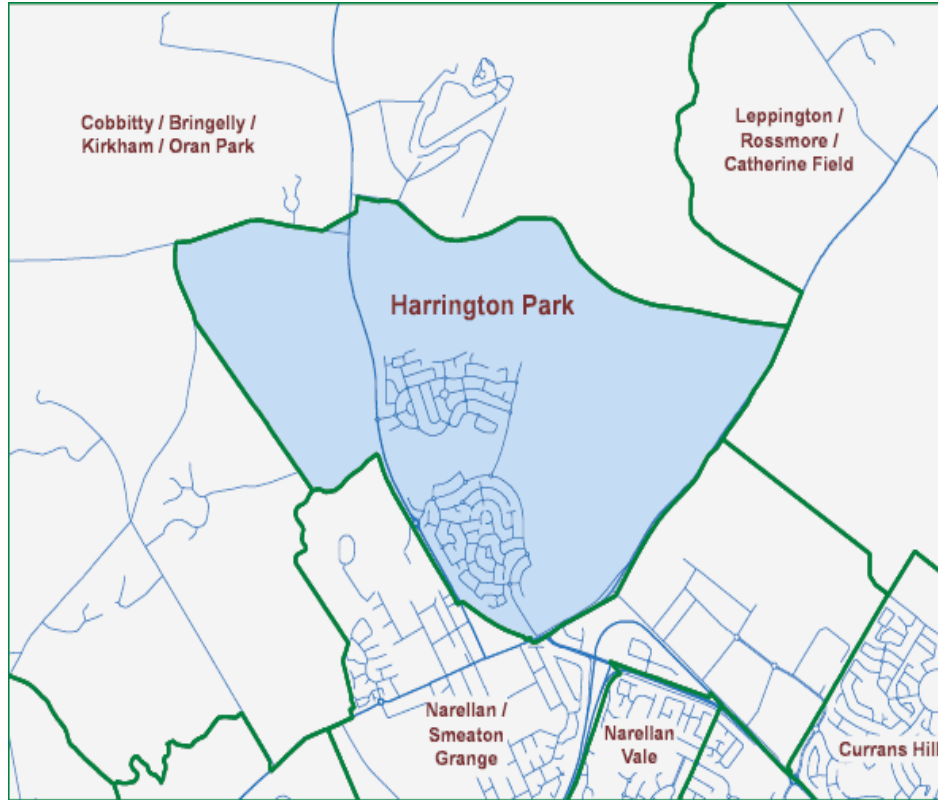 Cobbitty / Bringelly /
Kirkham / Oran Park
Leppington /
Rossmore /
Catherine Field
Harrington Park
Narellan /
Smeaton
Grange
Narellan
Vale
Currans Hill